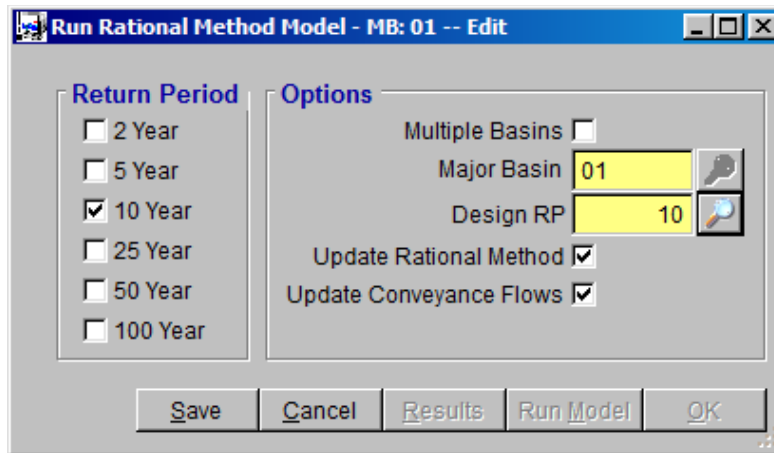 Run Rational Method Model - MB: 01 -- Edit
Return Period
2 Year
5 Year
10 Year
25 Year
50 Year
100 Year
Options
Multiple Basins
Major Basin 01
Design RP 10
Update Rational Method
Update Conveyance Flows
Save Cancel Results Run Model OK